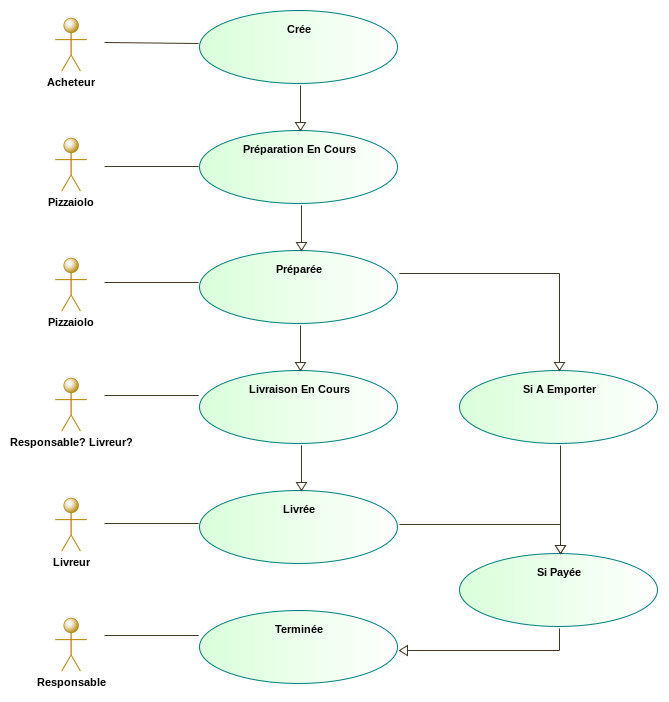 Crée
Acheteur
Préparation En Cours
Pizzaiolo
Préparée
Pizzaiolo
Livraison En Cours
Si A Emporter
Responsable? Livreur?
Livrée
Livreur
Si Payée
Terminée
Responsable